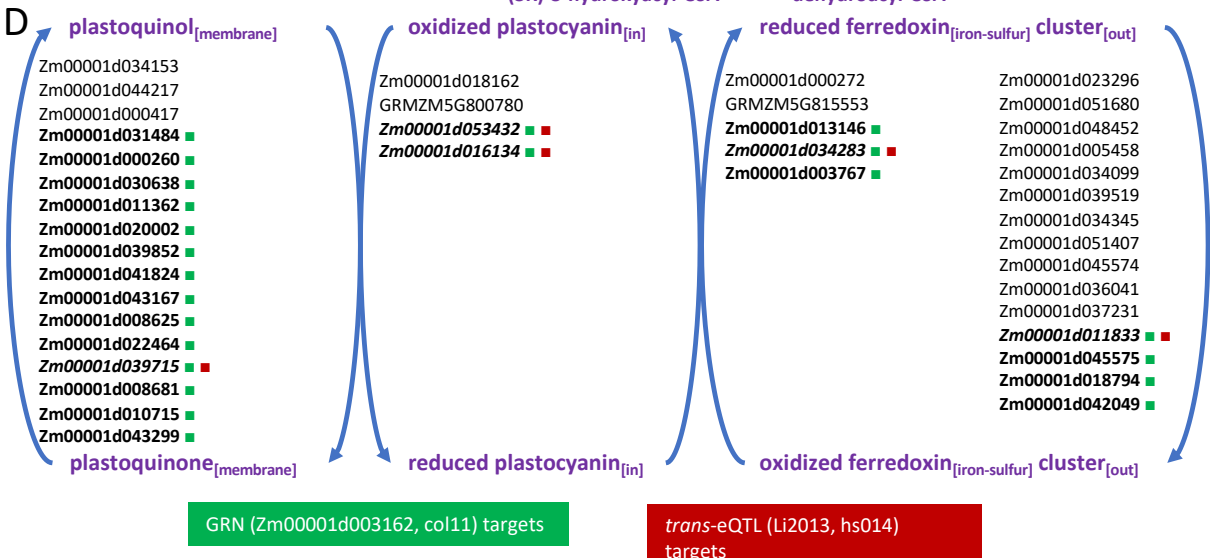 D
plastoquinol[membrane]
oxidized plastocyanin[in]
reduced ferredoxin[iron-sulfur] cluster[out]
Zm00001d034153
Zm00001d044217
Zm00001d000417
Zm00001d031484
Zm00001d000260
Zm00001d030638
Zm00001d011362
Zm00001d020002
Zm00001d039852
Zm00001d041824
Zm00001d043167
Zm00001d008625
Zm00001d022464
Zm00001d039715
Zm00001d008681
Zm00001d010715
Zm00001d043299
Zm00001d018162
GRMZM5G800780
Zm00001d053432
Zm00001d016134
Zm00001d000272
GRMZM5G815553
Zm00001d013146
Zm00001d034283
Zm00001d003767
Zm00001d023296
Zm00001d051680
Zm00001d048452
Zm00001d005458
Zm00001d034099
Zm00001d039519
Zm00001d034345
Zm00001d051407
Zm00001d045574
Zm00001d036041
Zm00001d037231
Zm00001d011833
Zm00001d045575
Zm00001d018794
Zm00001d042049
plastoquinone[membrane]
reduced plastocyanin[in]
oxidized ferredoxin[iron-sulfur] cluster[out]
GRN (Zm00001d003162, col11) targets
trans-eQTL (Li2013, hs014)
targets